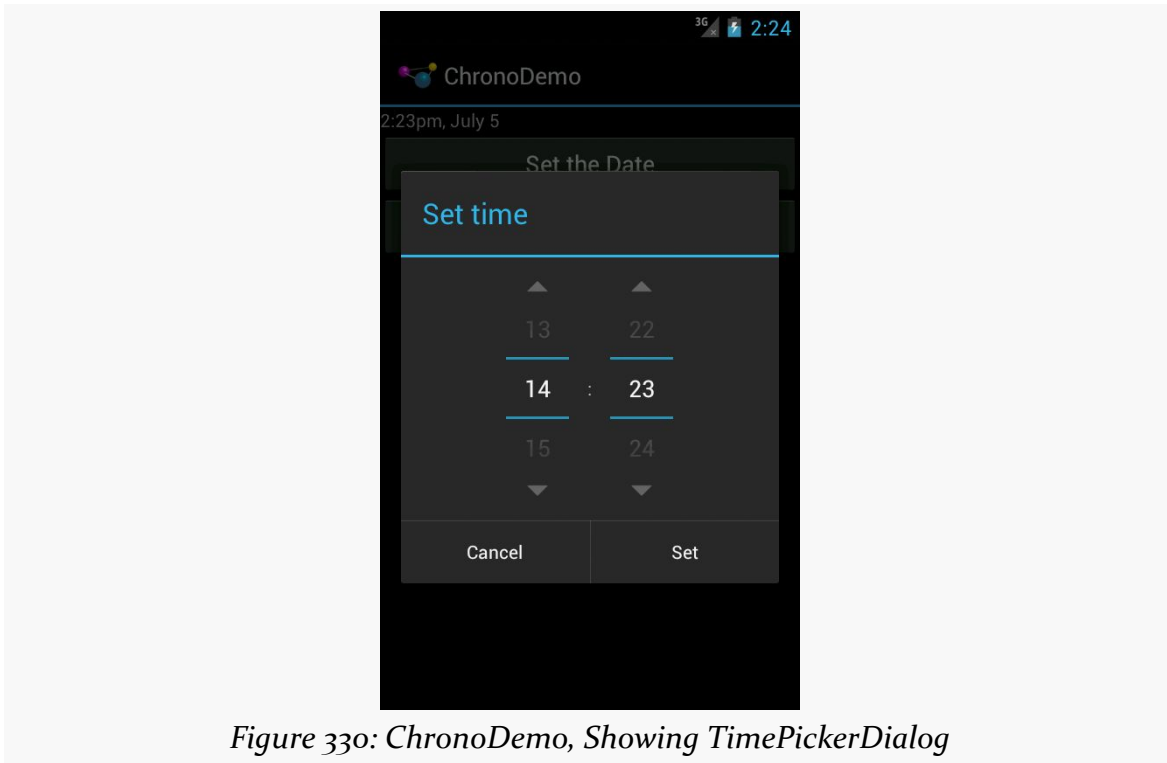 3G 2:24
ChronoDemo
2:23pm, July 5
Set the Date
Set time
13 22
14 : 23
15 24
Cancel Set
Figure 330: ChronoDemo, Showing TimePickerDialog